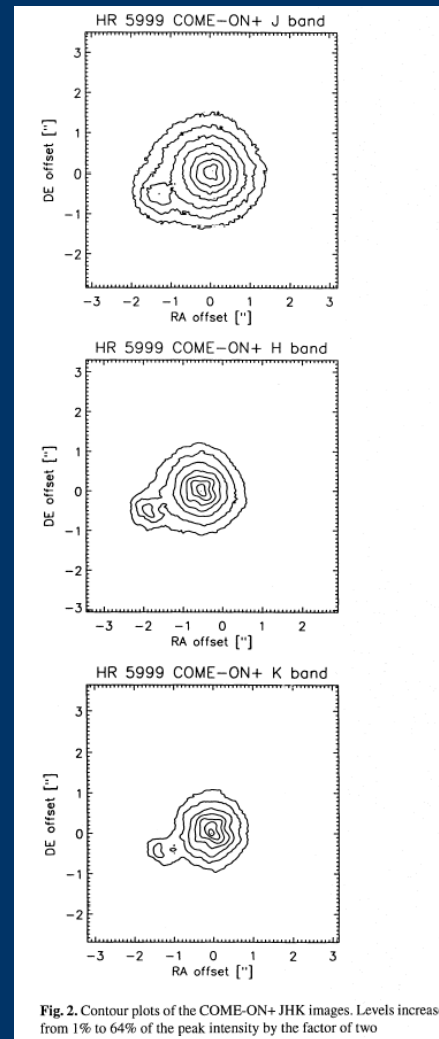 HR 5999 COME-ON+ J band
3
2
1
0
-1
-2
DE offset ["]
-3 -2 -1 0 1 2 3
RA offset ["]
HR 5999 COME-ON+ H band
3
2
1
0
-1
-2
-3
DE offset ["]
-3 -2 -1 0 1 2
RA offset ["]
HR 5999 COME-ON+ K band
3
2
1
0
-1
-2
DE offset ["]
-3 -2 -1 0 1 2 3
RA offset ["]
Fig. 2. Contour plots of the COME-ON+ JHK images. Levels increase
from 1% to 64% of the peak intensity by the factor of two